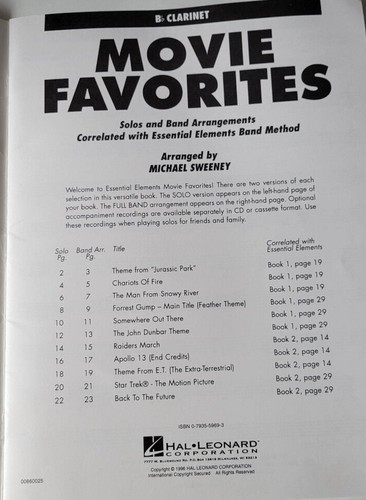 B♭ CLARINET
MOVIE
FAVORITES
Solos and Band Arrangements
Correlated with Essential Elements Band Method
Arranged by
MICHAEL SWEENEY
Welcome to Essential Elements Movie Favorites! There are two versions of each
selection in this versatile book. The SOLO version appears on the left-hand page of
your book. The FULL BAND arrangement appears on the right-hand page. Optional
accompaniment recordings are available separately in CD or cassette format. Use
these recordings when playing solos for friends and family.
Solo Pg. Band Arr. Pg. Title Correlated with Essential Elements
2 3 Theme from "Jurassic Park" Book 1, page 19
4 5 Chariots Of Fire Book 1, page 19
6 7 The Man From Snowy River Book 1, page 19
8 9 Forrest Gump – Main Title (Feather Theme) Book 1, page 29
10 11 Somewhere Out There Book 1, page 29
12 13 The John Dunbar Theme Book 1, page 29
14 15 Raiders March Book 2, page 14
16 17 Apollo 13 (End Credits) Book 2, page 14
18 19 Theme From E.T. (The Extra-Terrestrial) Book 2, page 14
20 21 Star Trek® - The Motion Picture Book 2, page 29
22 23 Back To The Future Book 2, page 29
ISBN 0-7935-5969-3
HAL•LEONARD
CORPORATION
7777 W. BLUEMOUND RD. P.O. BOX 13819 MILWAUKEE, WI 53213
Copyright © 1996 HAL LEONARD CORPORATION
International Copyright Secured All Rights Reserved
00860025